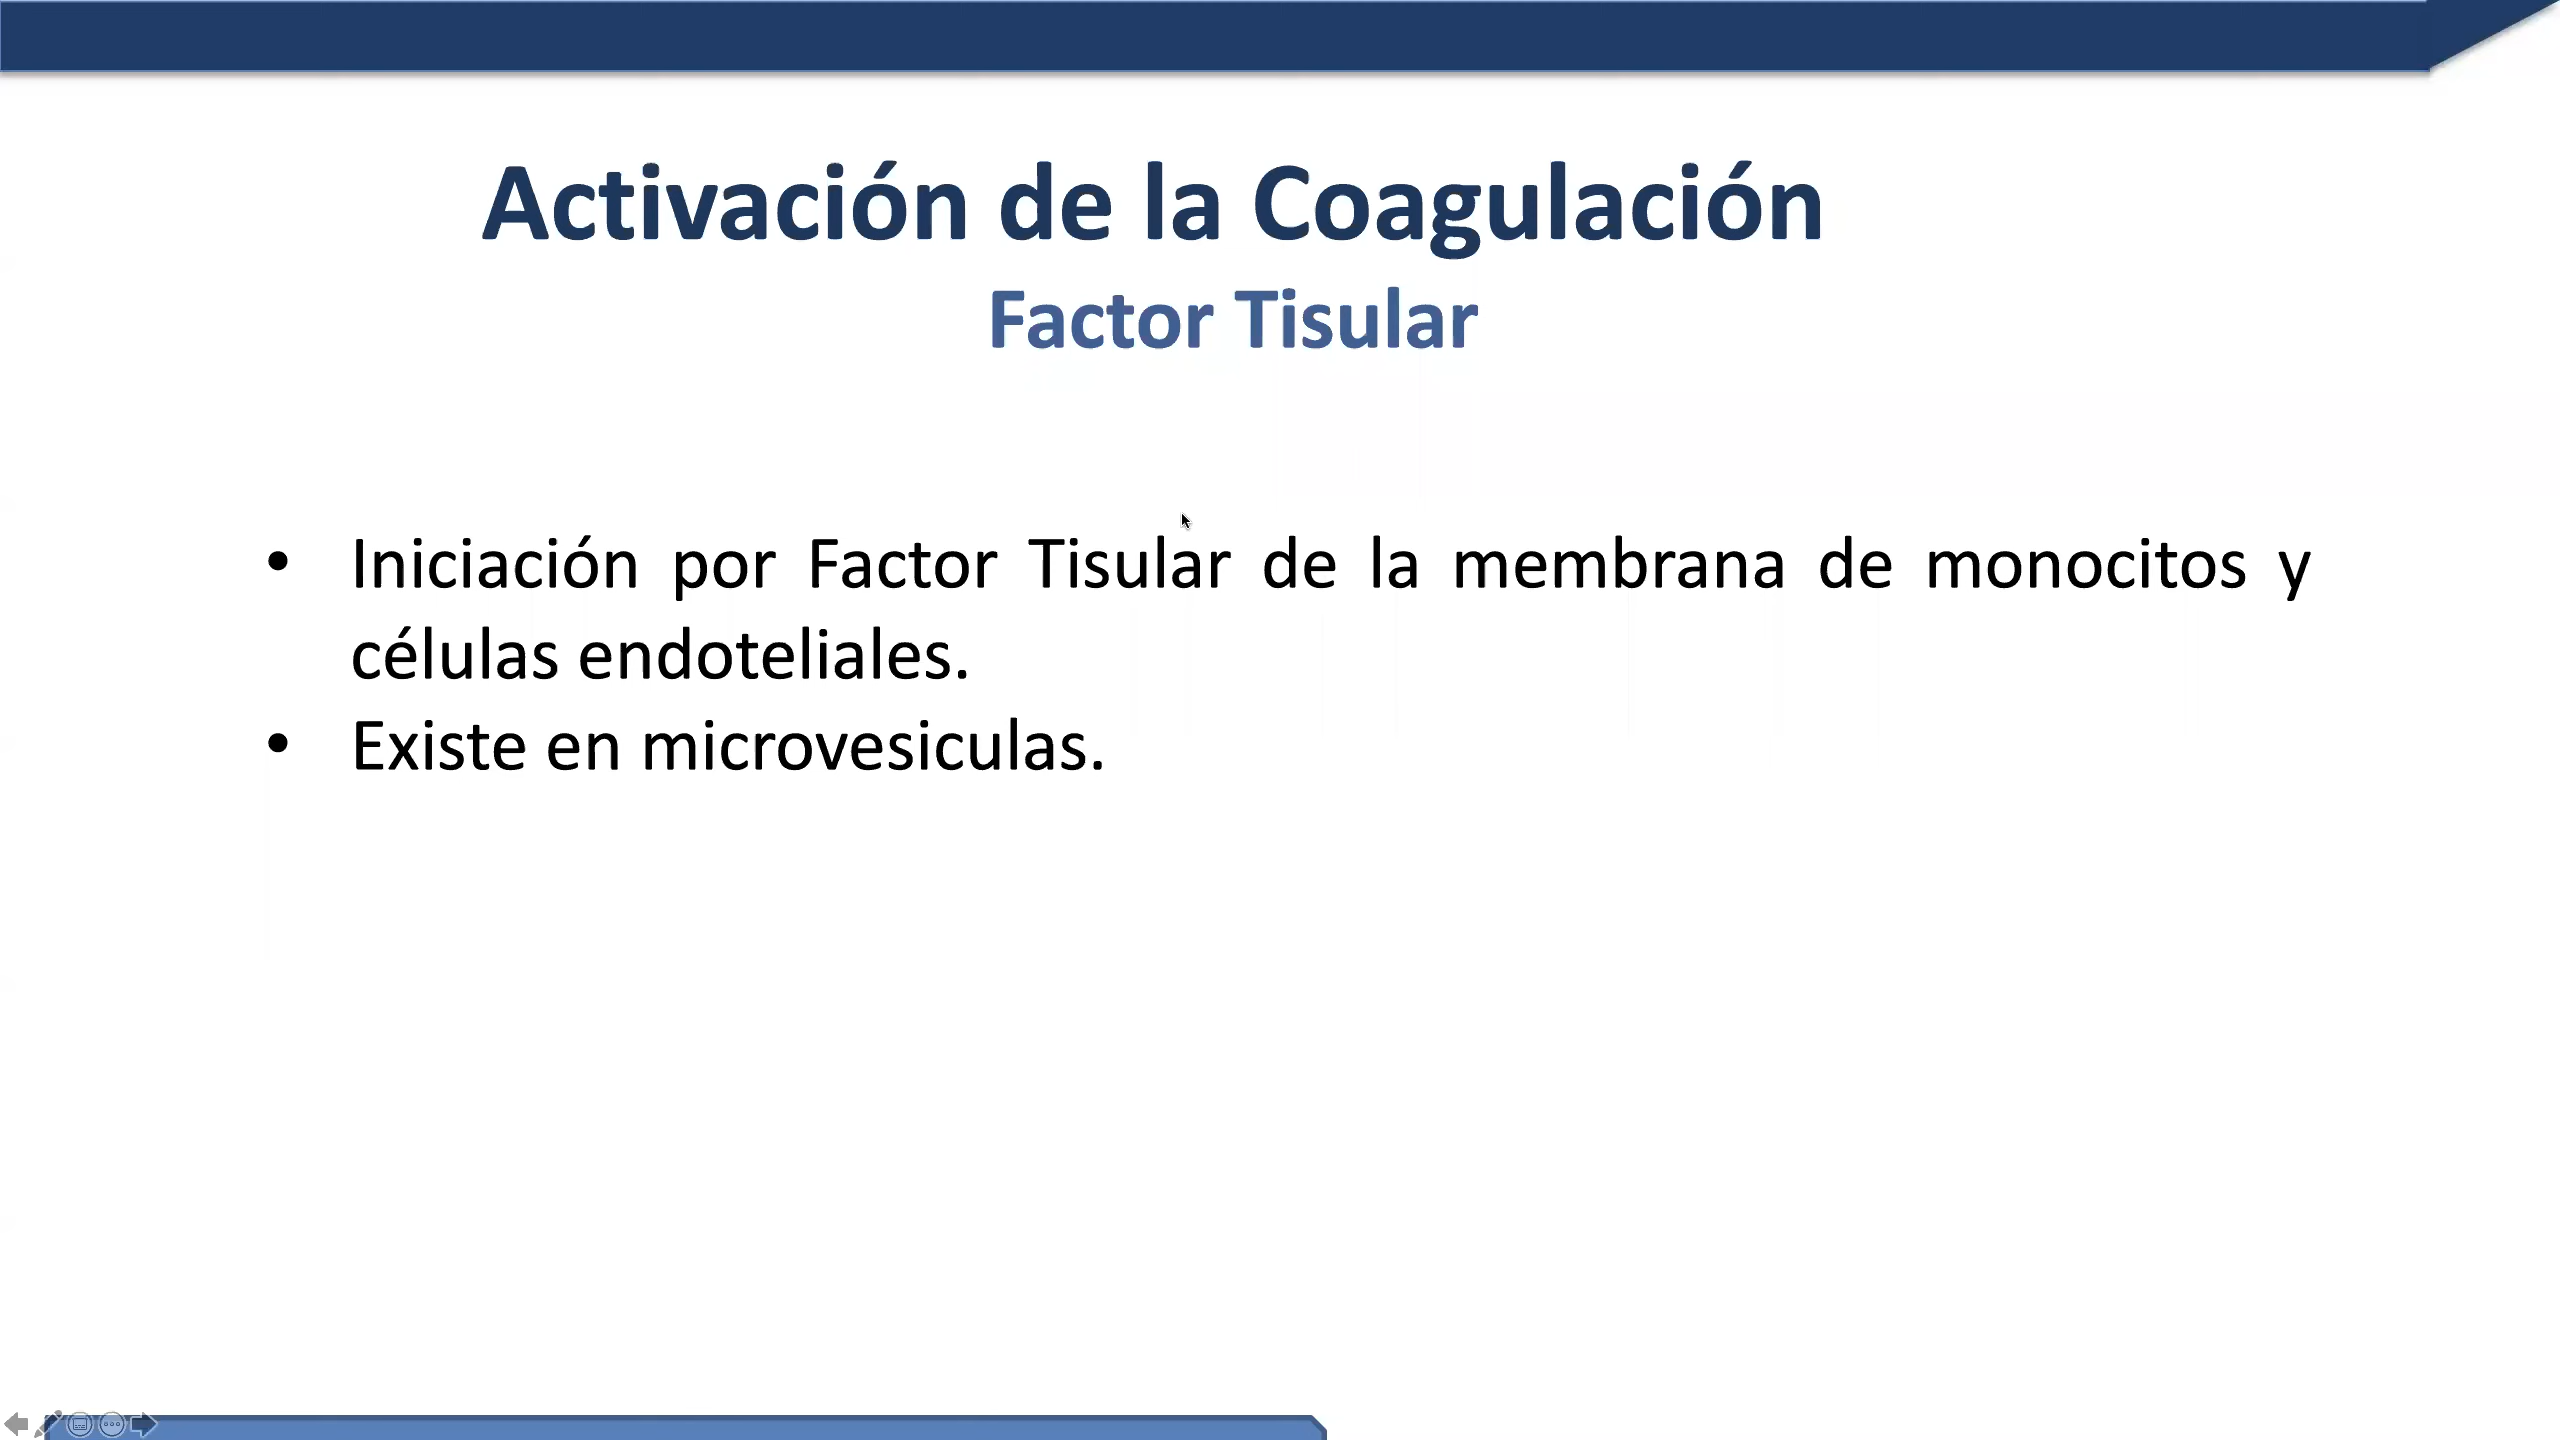 Activación de la Coagulación
Factor Tisular
• Iniciación por Factor Tisular de la membrana de monocitos y
células endoteliales.
• Existe en microvesiculas.